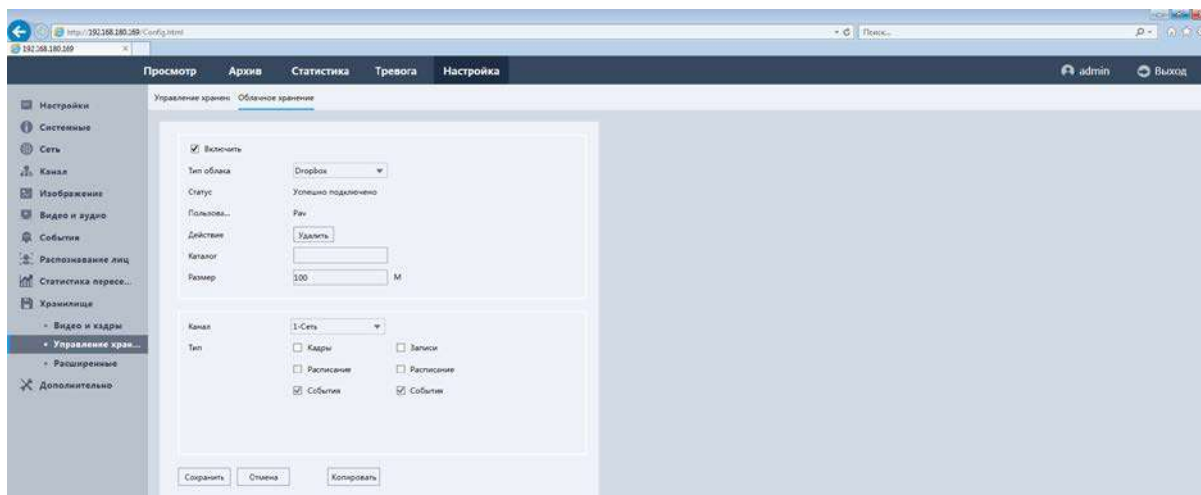 http://192.168.180.169/Config.html
Поиск...
192.168.180.169
Просмотр Архив Статистика Тревога Настройка admin Выход
Управление хранен Облачное хранение
Настройки
Системные
Сеть
Канал
Изображение
Видео и аудио
События
Распознавание лиц
Статистика пересе...
Хранилище
Видео и кадры
Управление хран...
Расширенные
Дополнительно
Включить
Тип облака Dropbox
Статус Успешно подключено
Пользова... Pav
Действие Удалить
Каталог
Размер 100 M
Канал 1-Сеть
Тип Кадры Записи
Расписание Расписание
События События
Сохранить Отмена Копировать